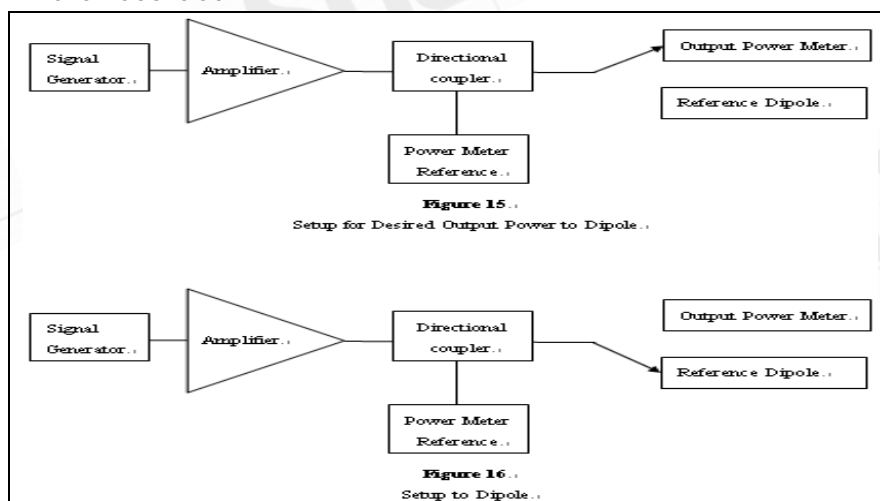 Signal
Generator.
Amplifier.
Directional
coupler.
Output Power Meter.
Reference Dipole.
Power Meter
Reference.
Figure 15.
Setup for Desired Output Power to Dipole.
Signal
Generator.
Amplifier.
Directional
coupler.
Output Power Meter.
Reference Dipole.
Power Meter
Reference.
Figure 16.
Setup to Dipole.